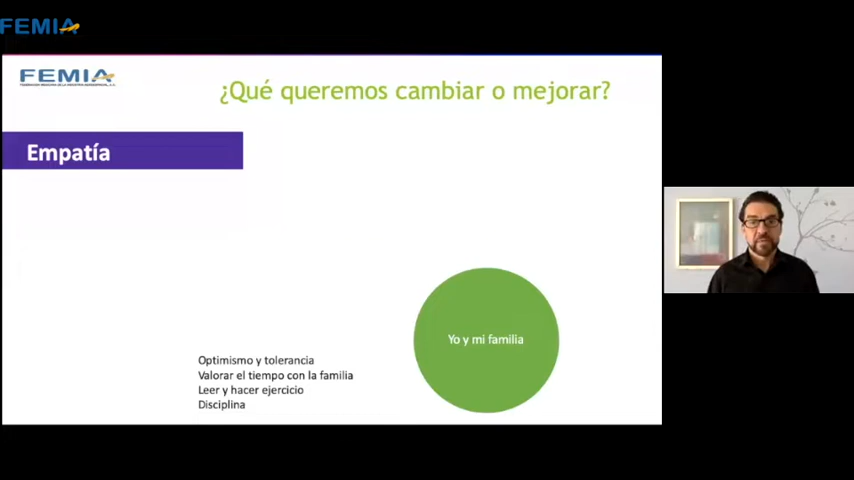 FEMIA
FEMIA
¿Qué queremos cambiar o mejorar?
Empatía
Yo y mi familia
Optimismo y tolerancia
Valorar el tiempo con la familia
Leer y hacer ejercicio
Disciplina